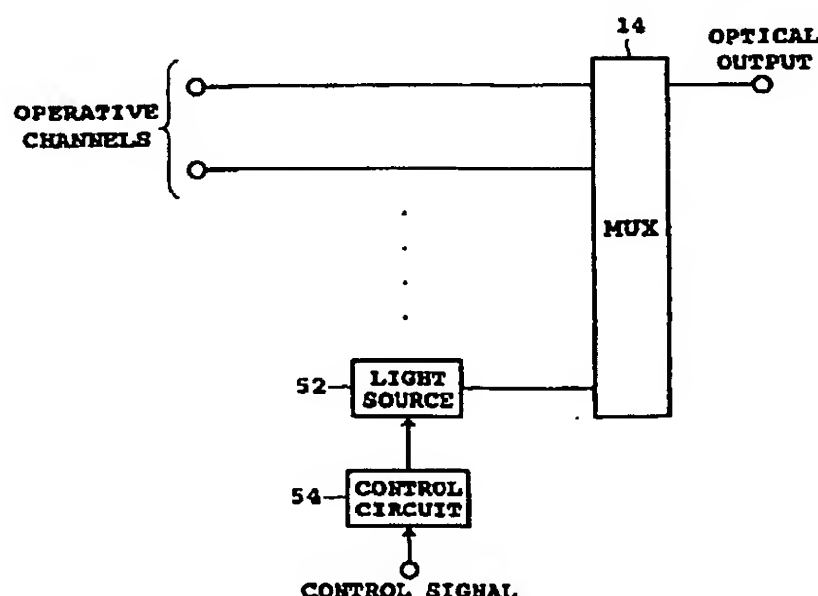 14
OPTICAL
OUTPUT
OPERATIVE
CHANNELS
MUX
52
LIGHT
SOURCE
54
CONTROL
CIRCUIT
CONTROL SIGNAL